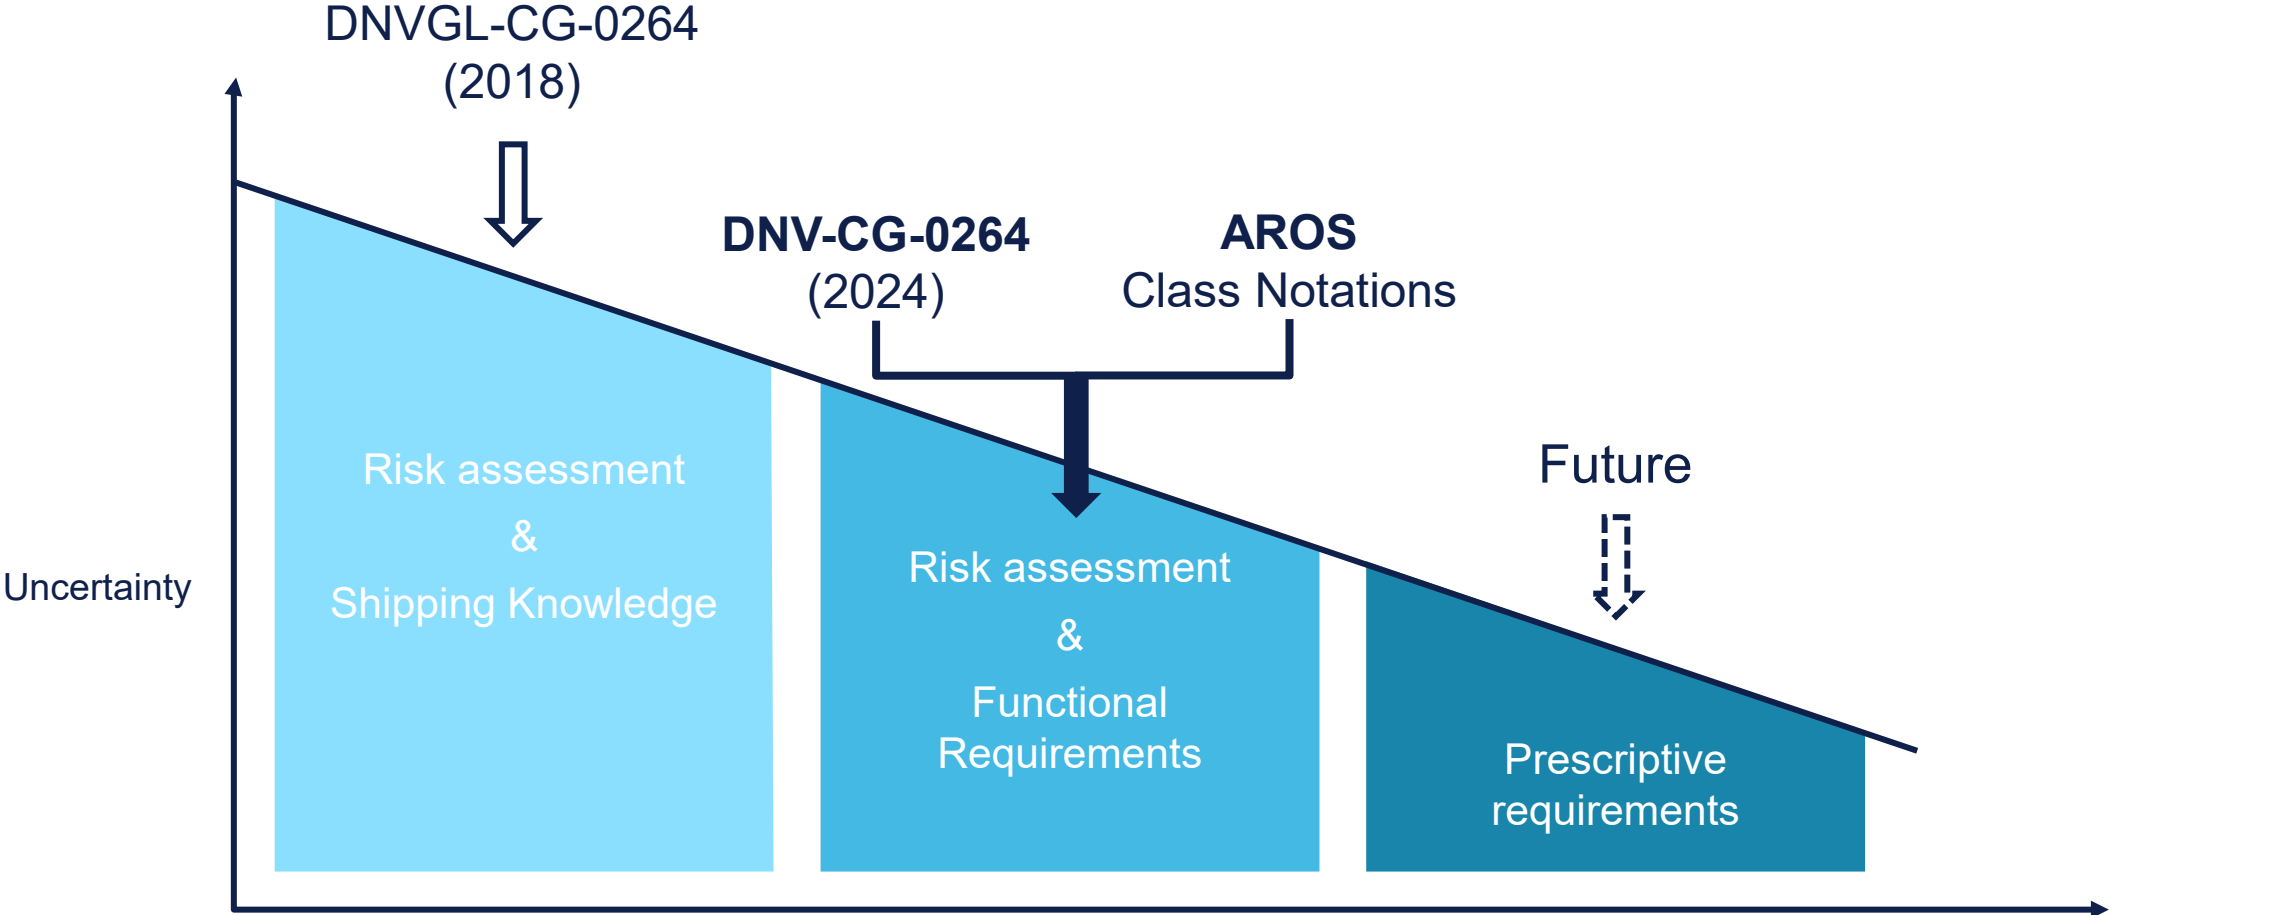 DNVGL-CG-0264
(2018)
DNV-CG-0264
(2024)
AROS
Class Notations
Future
Uncertainty
Risk assessment
&
Shipping Knowledge
Risk assessment
&
Functional
Requirements
Prescriptive
requirements